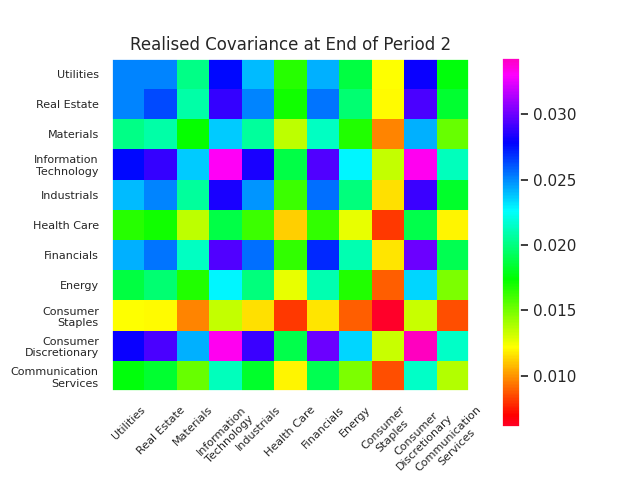 Realised Covariance at End of Period 2
Utilities
Real Estate
Materials
Information
Technology
Industrials
Health Care
Financials
Energy
Consumer
Staples
Consumer
Discretionary
Communication
Services
Utilities
Real Estate
Materials
Information
Technology
Industrials
Health Care
Financials
Energy
Consumer
Staples
Consumer
Discretionary
Communication
Services
0.030
0.025
0.020
0.015
0.010